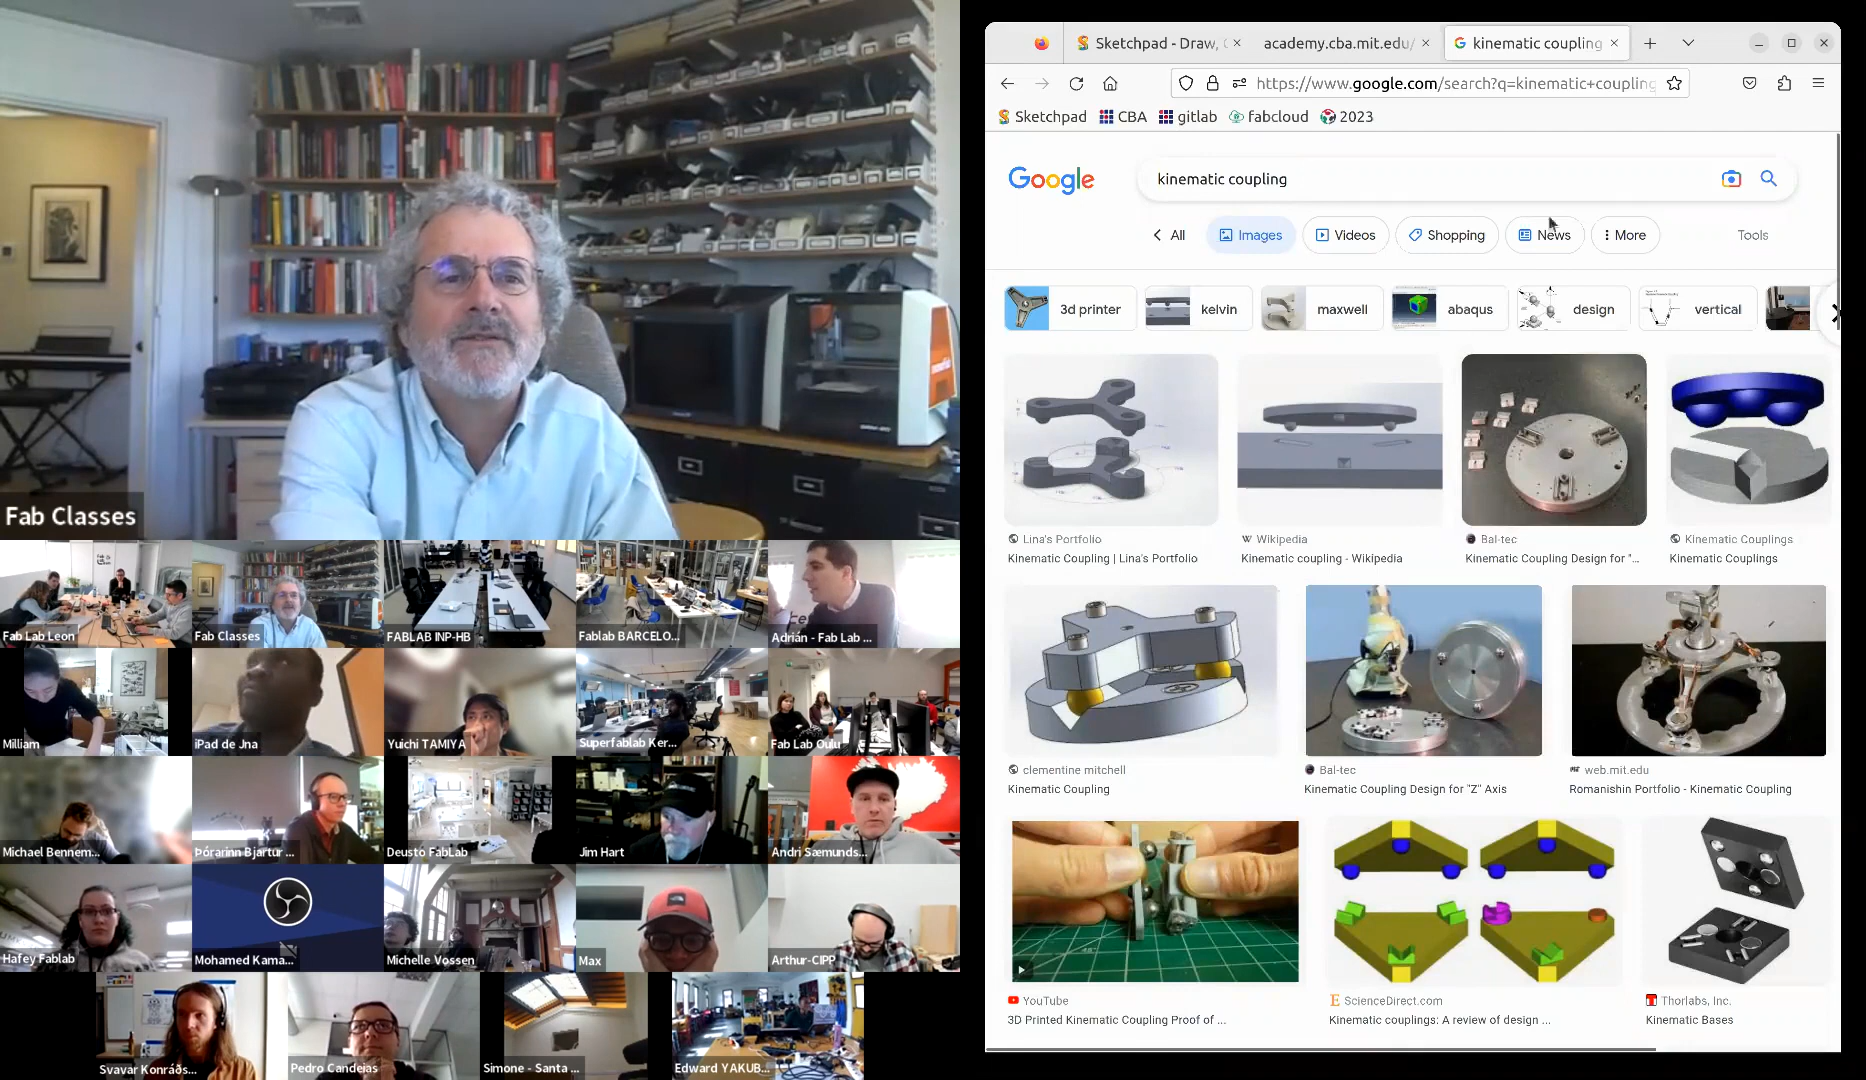 Fab Classes
Fab Lab Leon
Fab Classes
FABLAB INP-HB
Fablab BARCELO...
Adrián - Fab Lab ...
Milliam
iPad de Jna
Yuichi TAMIYA
Superfablab Ker...
Fab Lab Oulu
Michael Bennem...
Þórarinn Bjartur ...
Deusto FabLab
Jim Hart
Andri Sæmunds...
Hafey Fablab
Mohamed Kama...
Michelle Vossen
Max
Arthur-CIPP
Svavar Konráðs...
Pedro Candeias
Simone - Santa ...
Edward YAKUB...
Sketchpad - Draw,
academy.cba.mit.edu/
kinematic coupling
https://www.google.com/search?q=kinematic+coupling
Sketchpad
CBA
gitlab
fabcloud
2023
Google
kinematic coupling
All
Images
Videos
Shopping
News
More
Tools
3d printer
kelvin
maxwell
abaqus
design
vertical
Lina's Portfolio
Kinematic Coupling | Lina's Portfolio
Wikipedia
Kinematic coupling - Wikipedia
Bal-tec
Kinematic Coupling Design for "...
Kinematic Couplings
Kinematic Couplings
clementine mitchell
Kinematic Coupling
Bal-tec
Kinematic Coupling Design for "Z" Axis
web.mit.edu
Romanishin Portfolio - Kinematic Coupling
YouTube
3D Printed Kinematic Coupling Proof of ...
ScienceDirect.com
Kinematic couplings: A review of design ...
Thorlabs, Inc.
Kinematic Bases